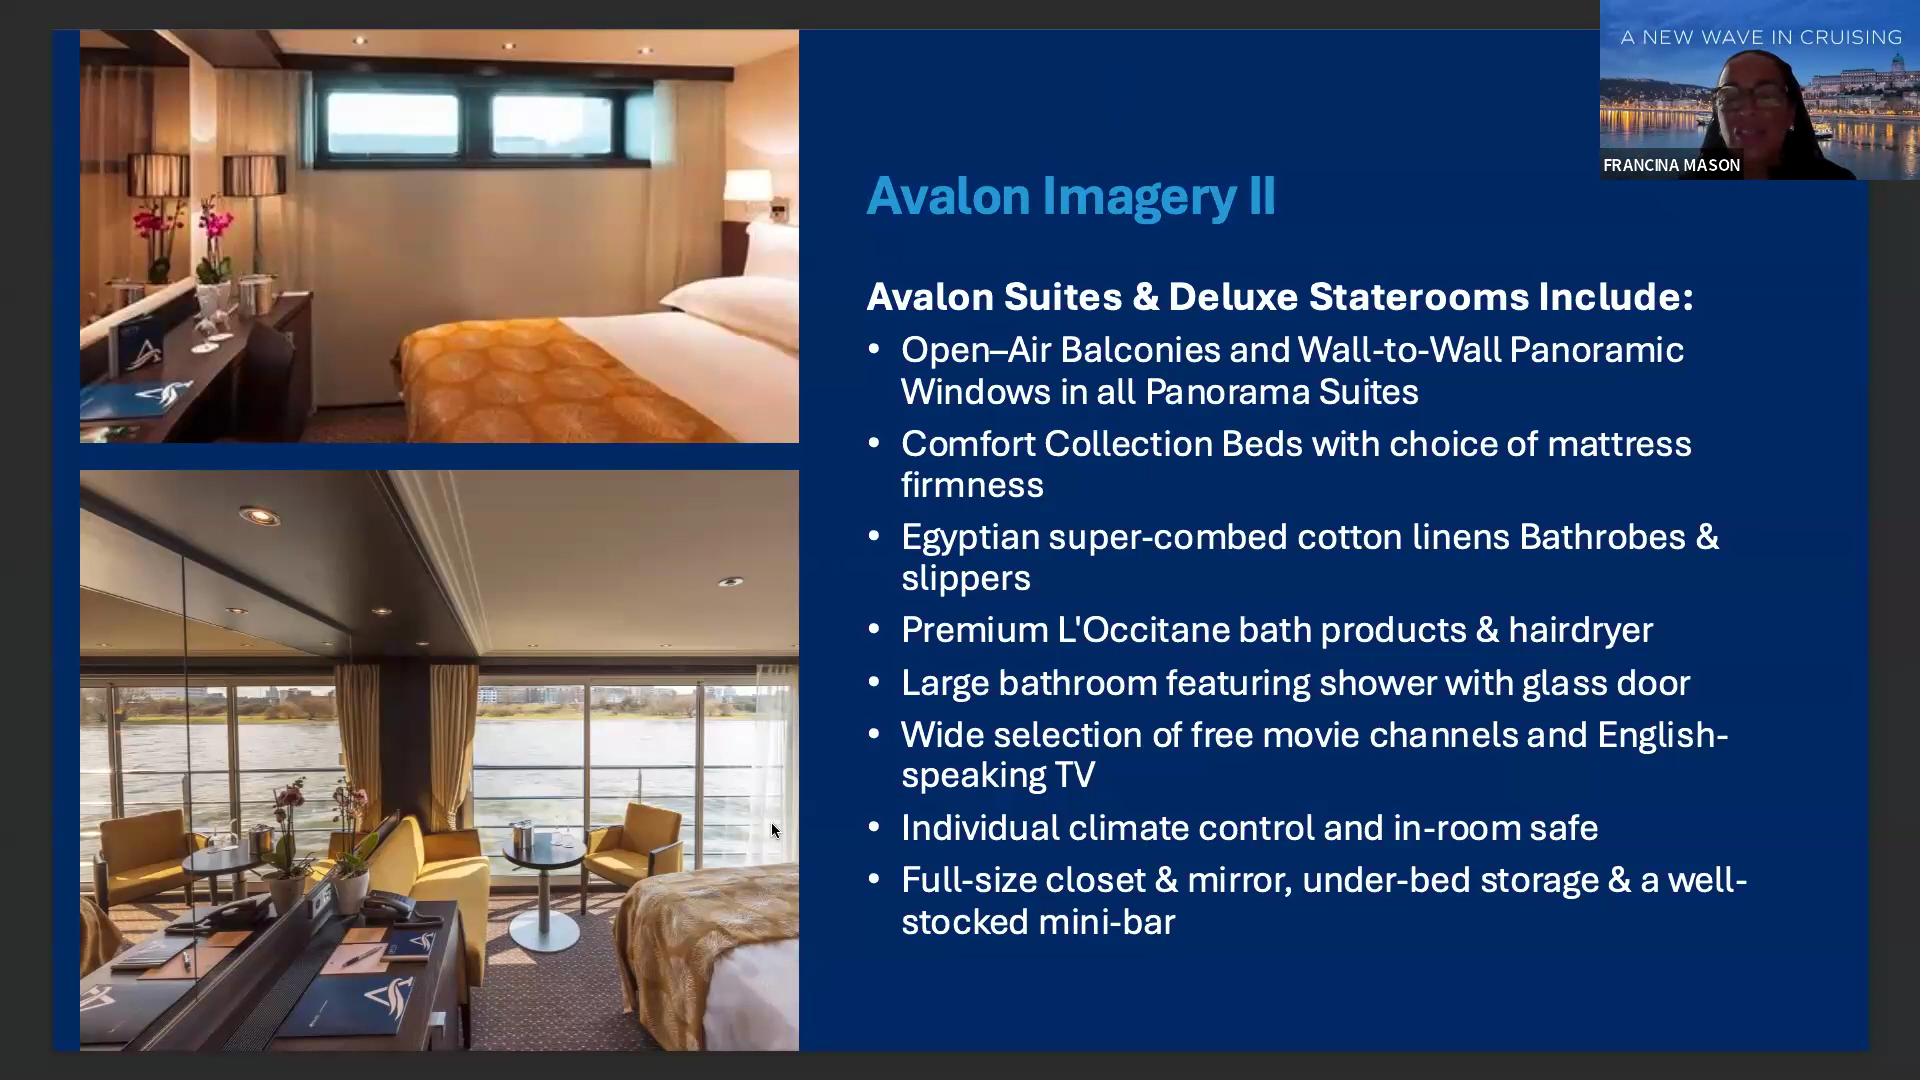 A NEW WAVE IN CRUISING
FRANCINA MASON
Avalon Imagery II
Avalon Suites & Deluxe Staterooms Include:
• Open–Air Balconies and Wall-to-Wall Panoramic
Windows in all Panorama Suites
• Comfort Collection Beds with choice of mattress
firmness
• Egyptian super-combed cotton linens Bathrobes &
slippers
• Premium L'Occitane bath products & hairdryer
• Large bathroom featuring shower with glass door
• Wide selection of free movie channels and English-
speaking TV
• Individual climate control and in-room safe
• Full-size closet & mirror, under-bed storage & a well-
stocked mini-bar